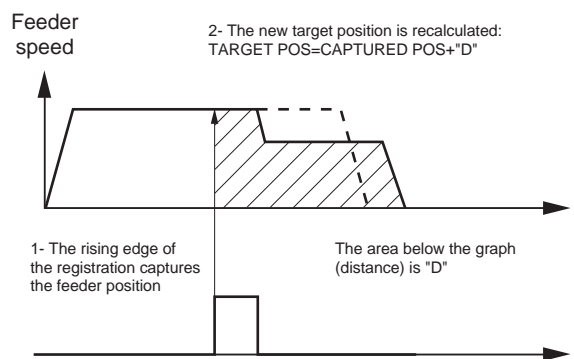 Feeder
speed
2- The new target position is recalculated:
TARGET POS=CAPTURED POS+"D"
1- The rising edge of
the registration captures
the feeder position
The area below the graph
(distance) is "D"